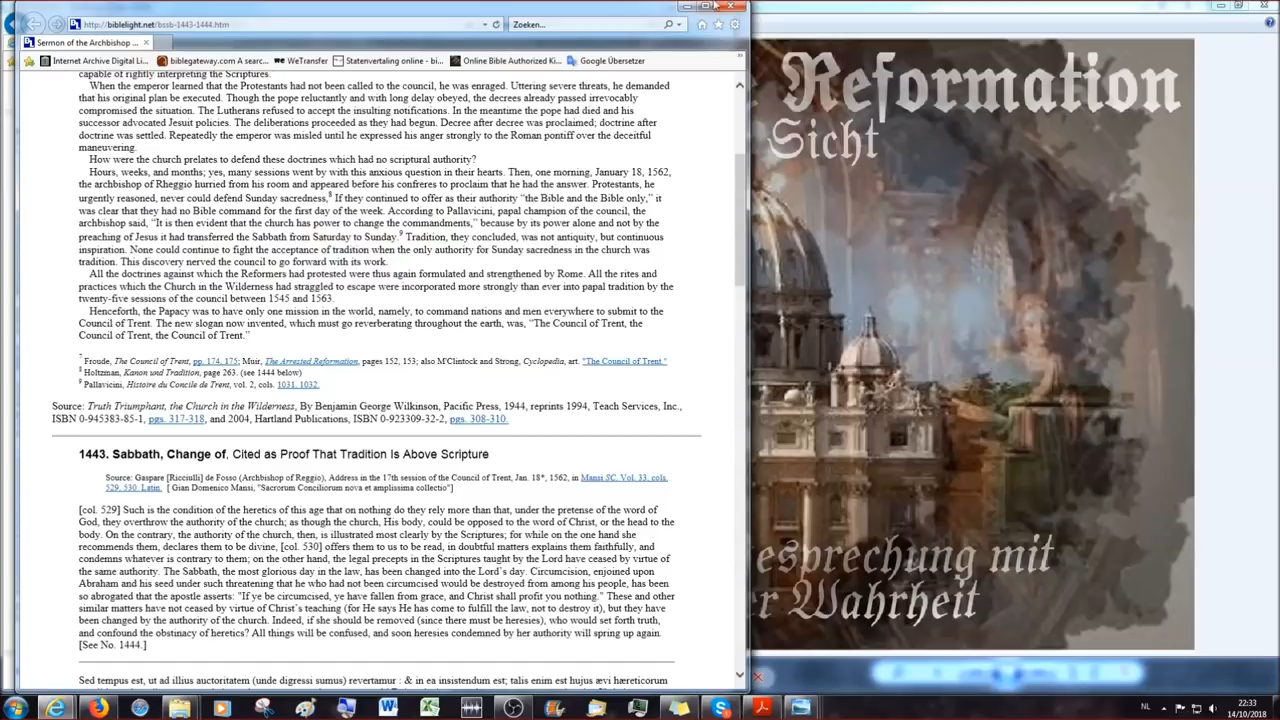 http://biblelight.net/bssb-1443-1444.htm
Zoeken...
Sermon of the Archbishop ...
Internet Archive Digital Li... biblegateway.com A searc... WeTransfer Statenvertaling online - bi... Online Bible Authorized Ki... Google Übersetzer
capable of rightly interpreting the Scriptures.
When the emperor learned that the Protestants had not been called to the council, he was enraged. Uttering severe threats, he demanded
that his original plan be executed. Though the pope reluctantly and with long delay obeyed, the decrees already passed irrevocably
compromised the situation. The Lutherans refused to accept the insulting notifications. In the meantime the pope had died and his
successor advocated Jesuit policies. The deliberations proceeded as they had begun. Decree after decree was proclaimed; doctrine after
doctrine was settled. Repeatedly the emperor was misled until he expressed his anger strongly to the Roman pontiff over the deceitful
maneuvering.
How were the church prelates to defend these doctrines which had no scriptural authority?
Hours, weeks, and months; yes, many sessions went by with this anxious question in their hearts. Then, one morning, January 18, 1562,
the archbishop of Rheggio hurried from his room and appeared before his confreres to proclaim that he had the answer. Protestants, he
urgently reasoned, never could defend Sunday sacredness,8 If they continued to offer as their authority “the Bible and the Bible only,” it
was clear that they had no Bible command for the first day of the week. According to Pallavicini, papal champion of the council, the
archbishop said, “It is then evident that the church has power to change the commandments,” because by its power alone and not by the
preaching of Jesus it had transferred the Sabbath from Saturday to Sunday.9 Tradition, they concluded, was not antiquity, but continuous
inspiration. None could continue to fight the acceptance of tradition when the only authority for Sunday sacredness in the church was
tradition. This discovery nerved the council to go forward with its work.
All the doctrines against which the Reformers had protested were thus again formulated and strengthened by Rome. All the rites and
practices which the Church in the Wilderness had straggled to escape were incorporated more strongly than ever into papal tradition by the
twenty-five sessions of the council between 1545 and 1563.
Henceforth, the Papacy was to have only one mission in the world, namely, to command nations and men everywhere to submit to the
Council of Trent. The new slogan now invented, which must go reverberating throughout the earth, was, “The Council of Trent, the
Council of Trent, the Council of Trent.”
7 Froude, The Council of Trent, pp. 174, 175; Muir, The Arrested Reformation, pages 152, 153; also M'Clintock and Strong, Cyclopedia, art. "The Council of Trent."
8 Holtzman, Kanon und Tradition, page 263. (see 1444 below)
9 Pallavicini, Histoire du Concile de Trent, vol. 2, cols. 1031, 1032.
Source: Truth Triumphant, the Church in the Wilderness, By Benjamin George Wilkinson, Pacific Press, 1944, reprints 1994, Teach Services, Inc.,
ISBN 0-945383-85-1, pgs. 317-318, and 2004, Hartland Publications, ISBN 0-923309-32-2, pgs. 308-310.
1443. Sabbath, Change of, Cited as Proof That Tradition Is Above Scripture
Source: Gaspare [Ricciulli] de Fosso (Archbishop of Reggio), Address in the 17th session of the Council of Trent, Jan. 18*, 1562, in Mansi SC, Vol. 33, cols.
529, 530. Latin. [ Gian Domenico Mansi, "Sacrorum Conciliorum nova et amplissima collectio"]
[col. 529] Such is the condition of the heretics of this age that on nothing do they rely more than that, under the pretense of the word of
God, they overthrow the authority of the church; as though the church, His body, could be opposed to the word of Christ, or the head to the
body. On the contrary, the authority of the church, then, is illustrated most clearly by the Scriptures; for while on the one hand she
recommends them, declares them to be divine, [col. 530] offers them to us to be read, in doubtful matters explains them faithfully, and
condemns whatever is contrary to them; on the other hand, the legal precepts in the Scriptures taught by the Lord have ceased by virtue of
the same authority. The Sabbath, the most glorious day in the law, has been changed into the Lord’s day. Circumcision, enjoined upon
Abraham and his seed under such threatening that he who had not been circumcised would be destroyed from among his people, has been
so abrogated that the apostle asserts: "If ye be circumcised, ye have fallen from grace, and Christ shall profit you nothing." These and other
similar matters have not ceased by virtue of Christ’s teaching (for He says He has come to fulfill the law, not to destroy it), but they have
been changed by the authority of the church. Indeed, if she should be removed (since there must be heresies), who would set forth truth,
and confound the obstinacy of heretics? All things will be confused, and soon heresies condemned by her authority will spring up again.
[See No. 1444.]
Sed tempus est, ut ad illius auctoritatem (unde digressi sumus) revertamur : & in ea insistendum est; talis enim est hujus ævi hæreticorum
Reformation
Sicht
esprechung mit
er Wahrheit
NL
22:33
14/10/2018